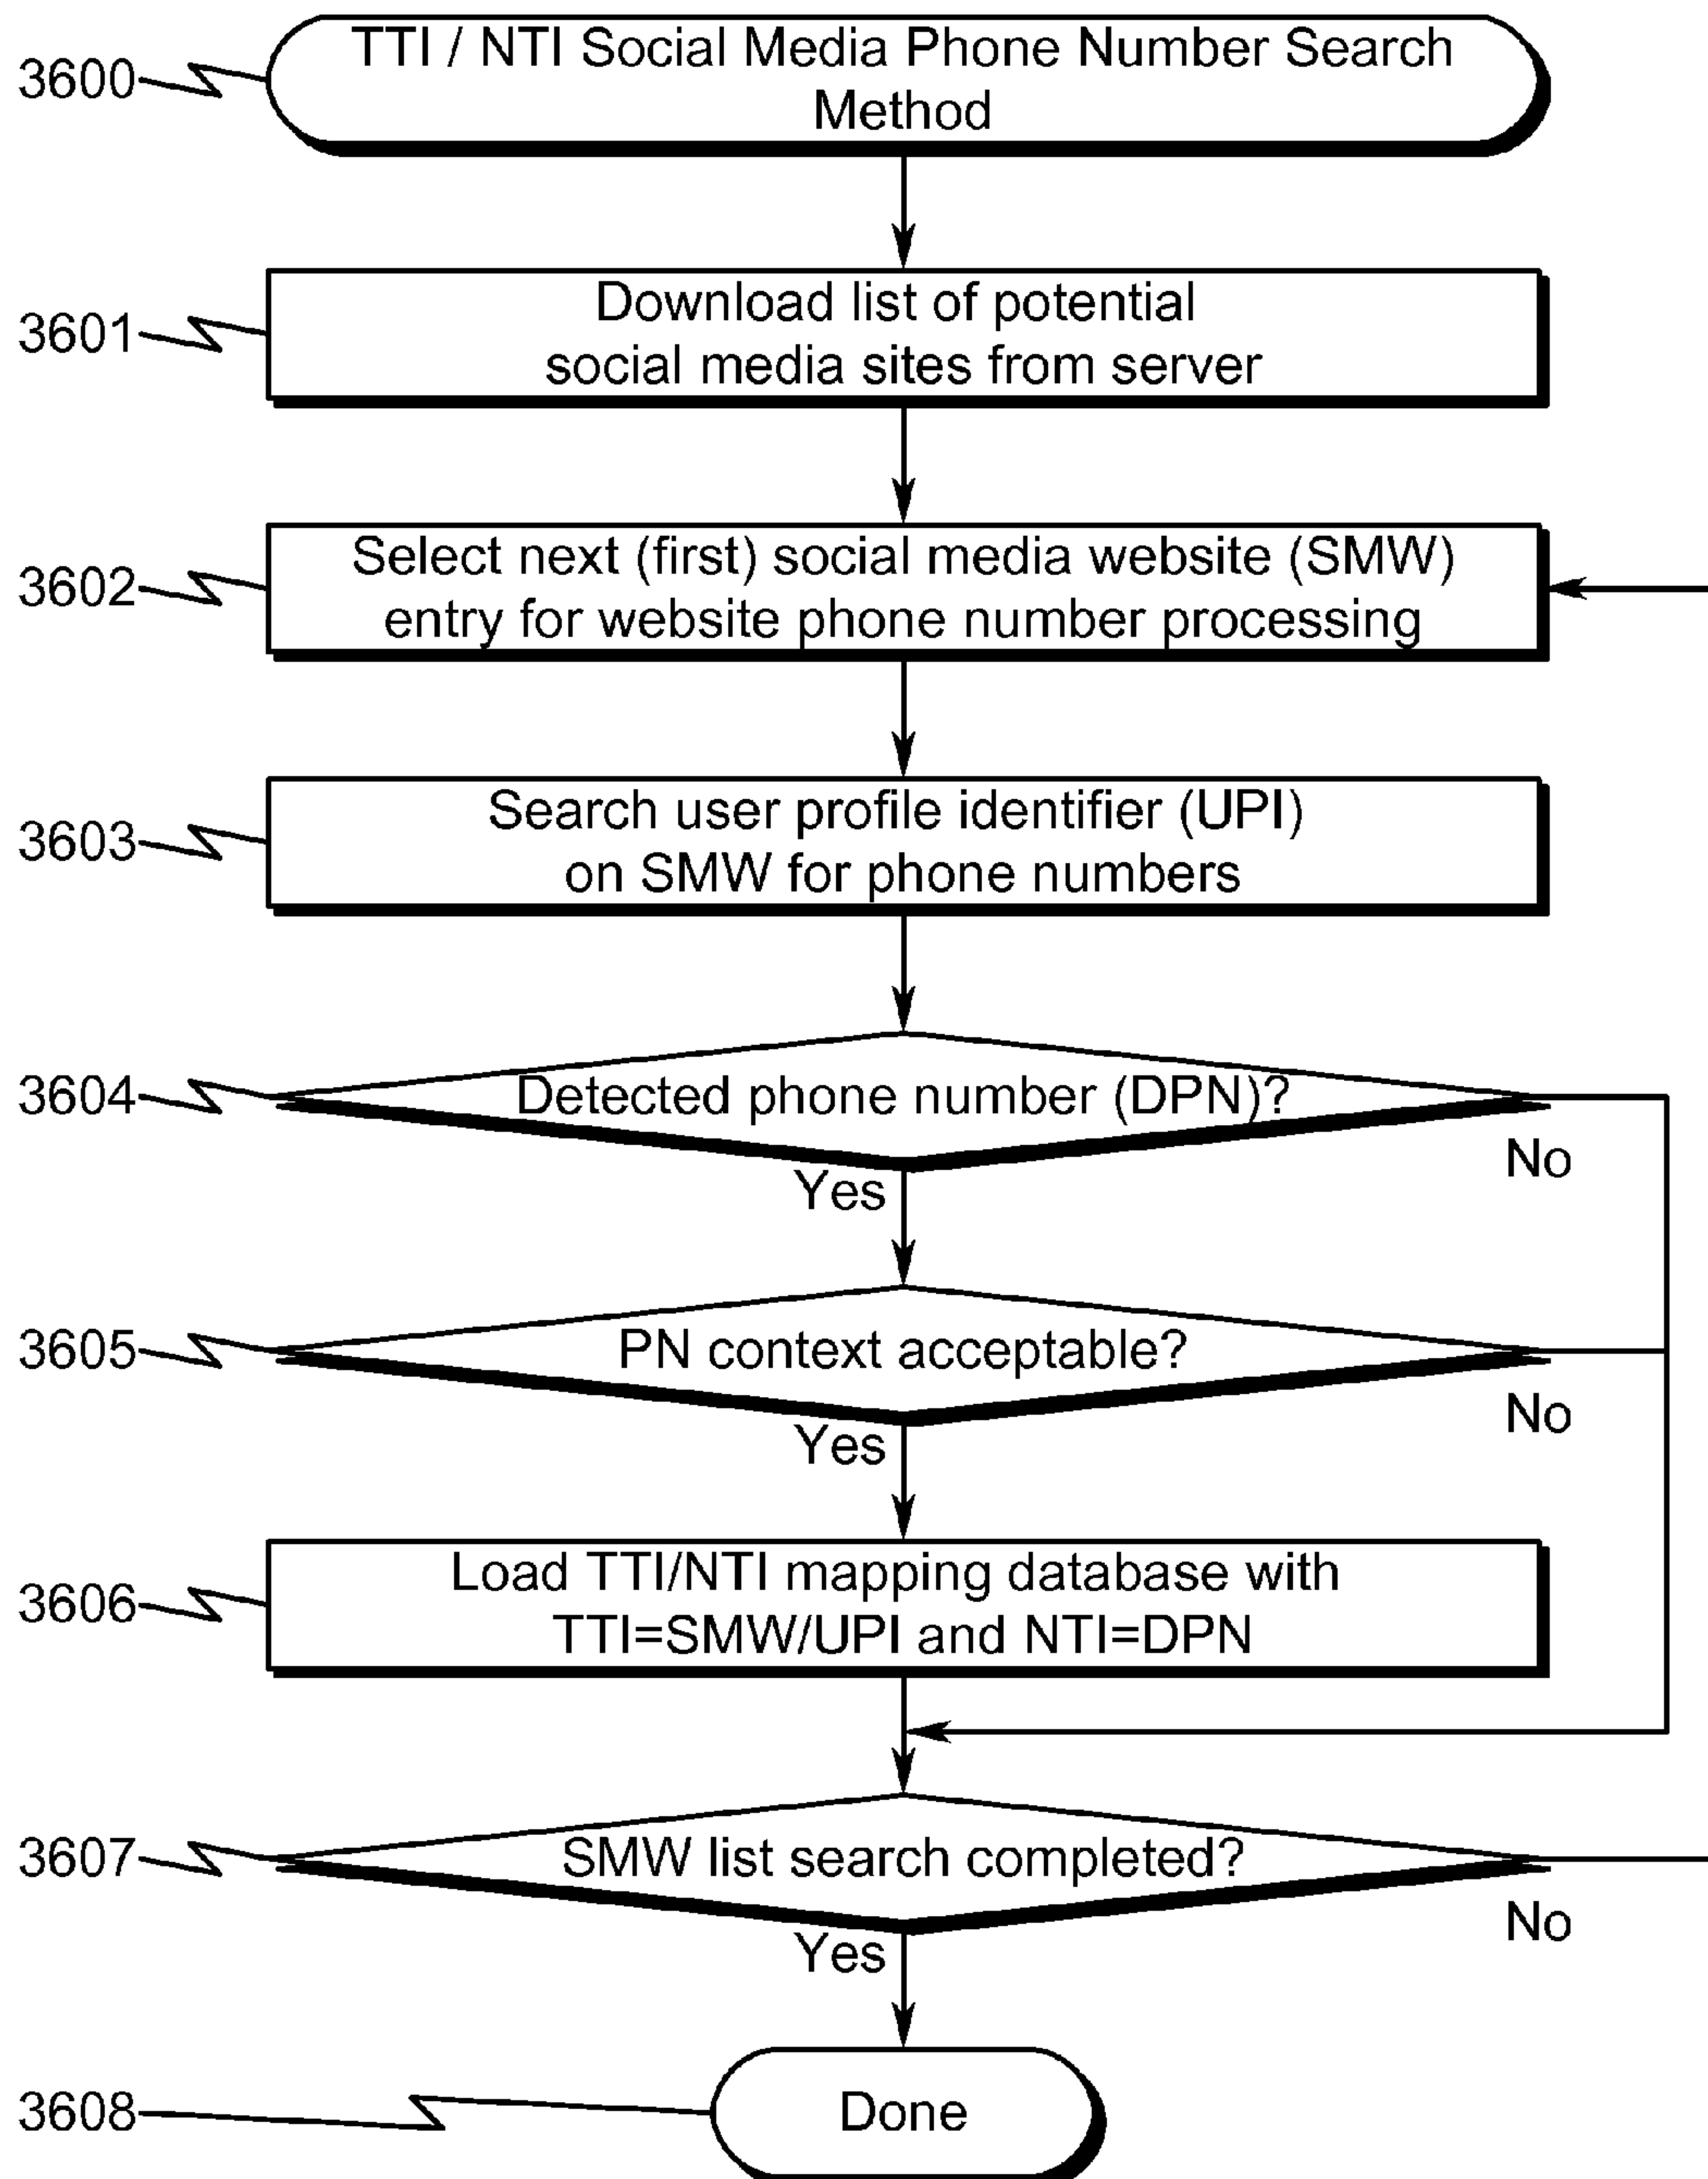 TTI / NTI Social Media Phone Number Search
Method
3600
Download list of potential
social media sites from server
3601
Select next (first) social media website (SMW)
entry for website phone number processing
3602
Search user profile identifier (UPI)
on SMW for phone numbers
3603
Detected phone number (DPN)?
3604
No
Yes
PN context acceptable?
3605
No
Yes
Load TTI/NTI mapping database with
TTI=SMW/UPI and NTI=DPN
3606
SMW list search completed?
3607
No
Yes
Done
3608